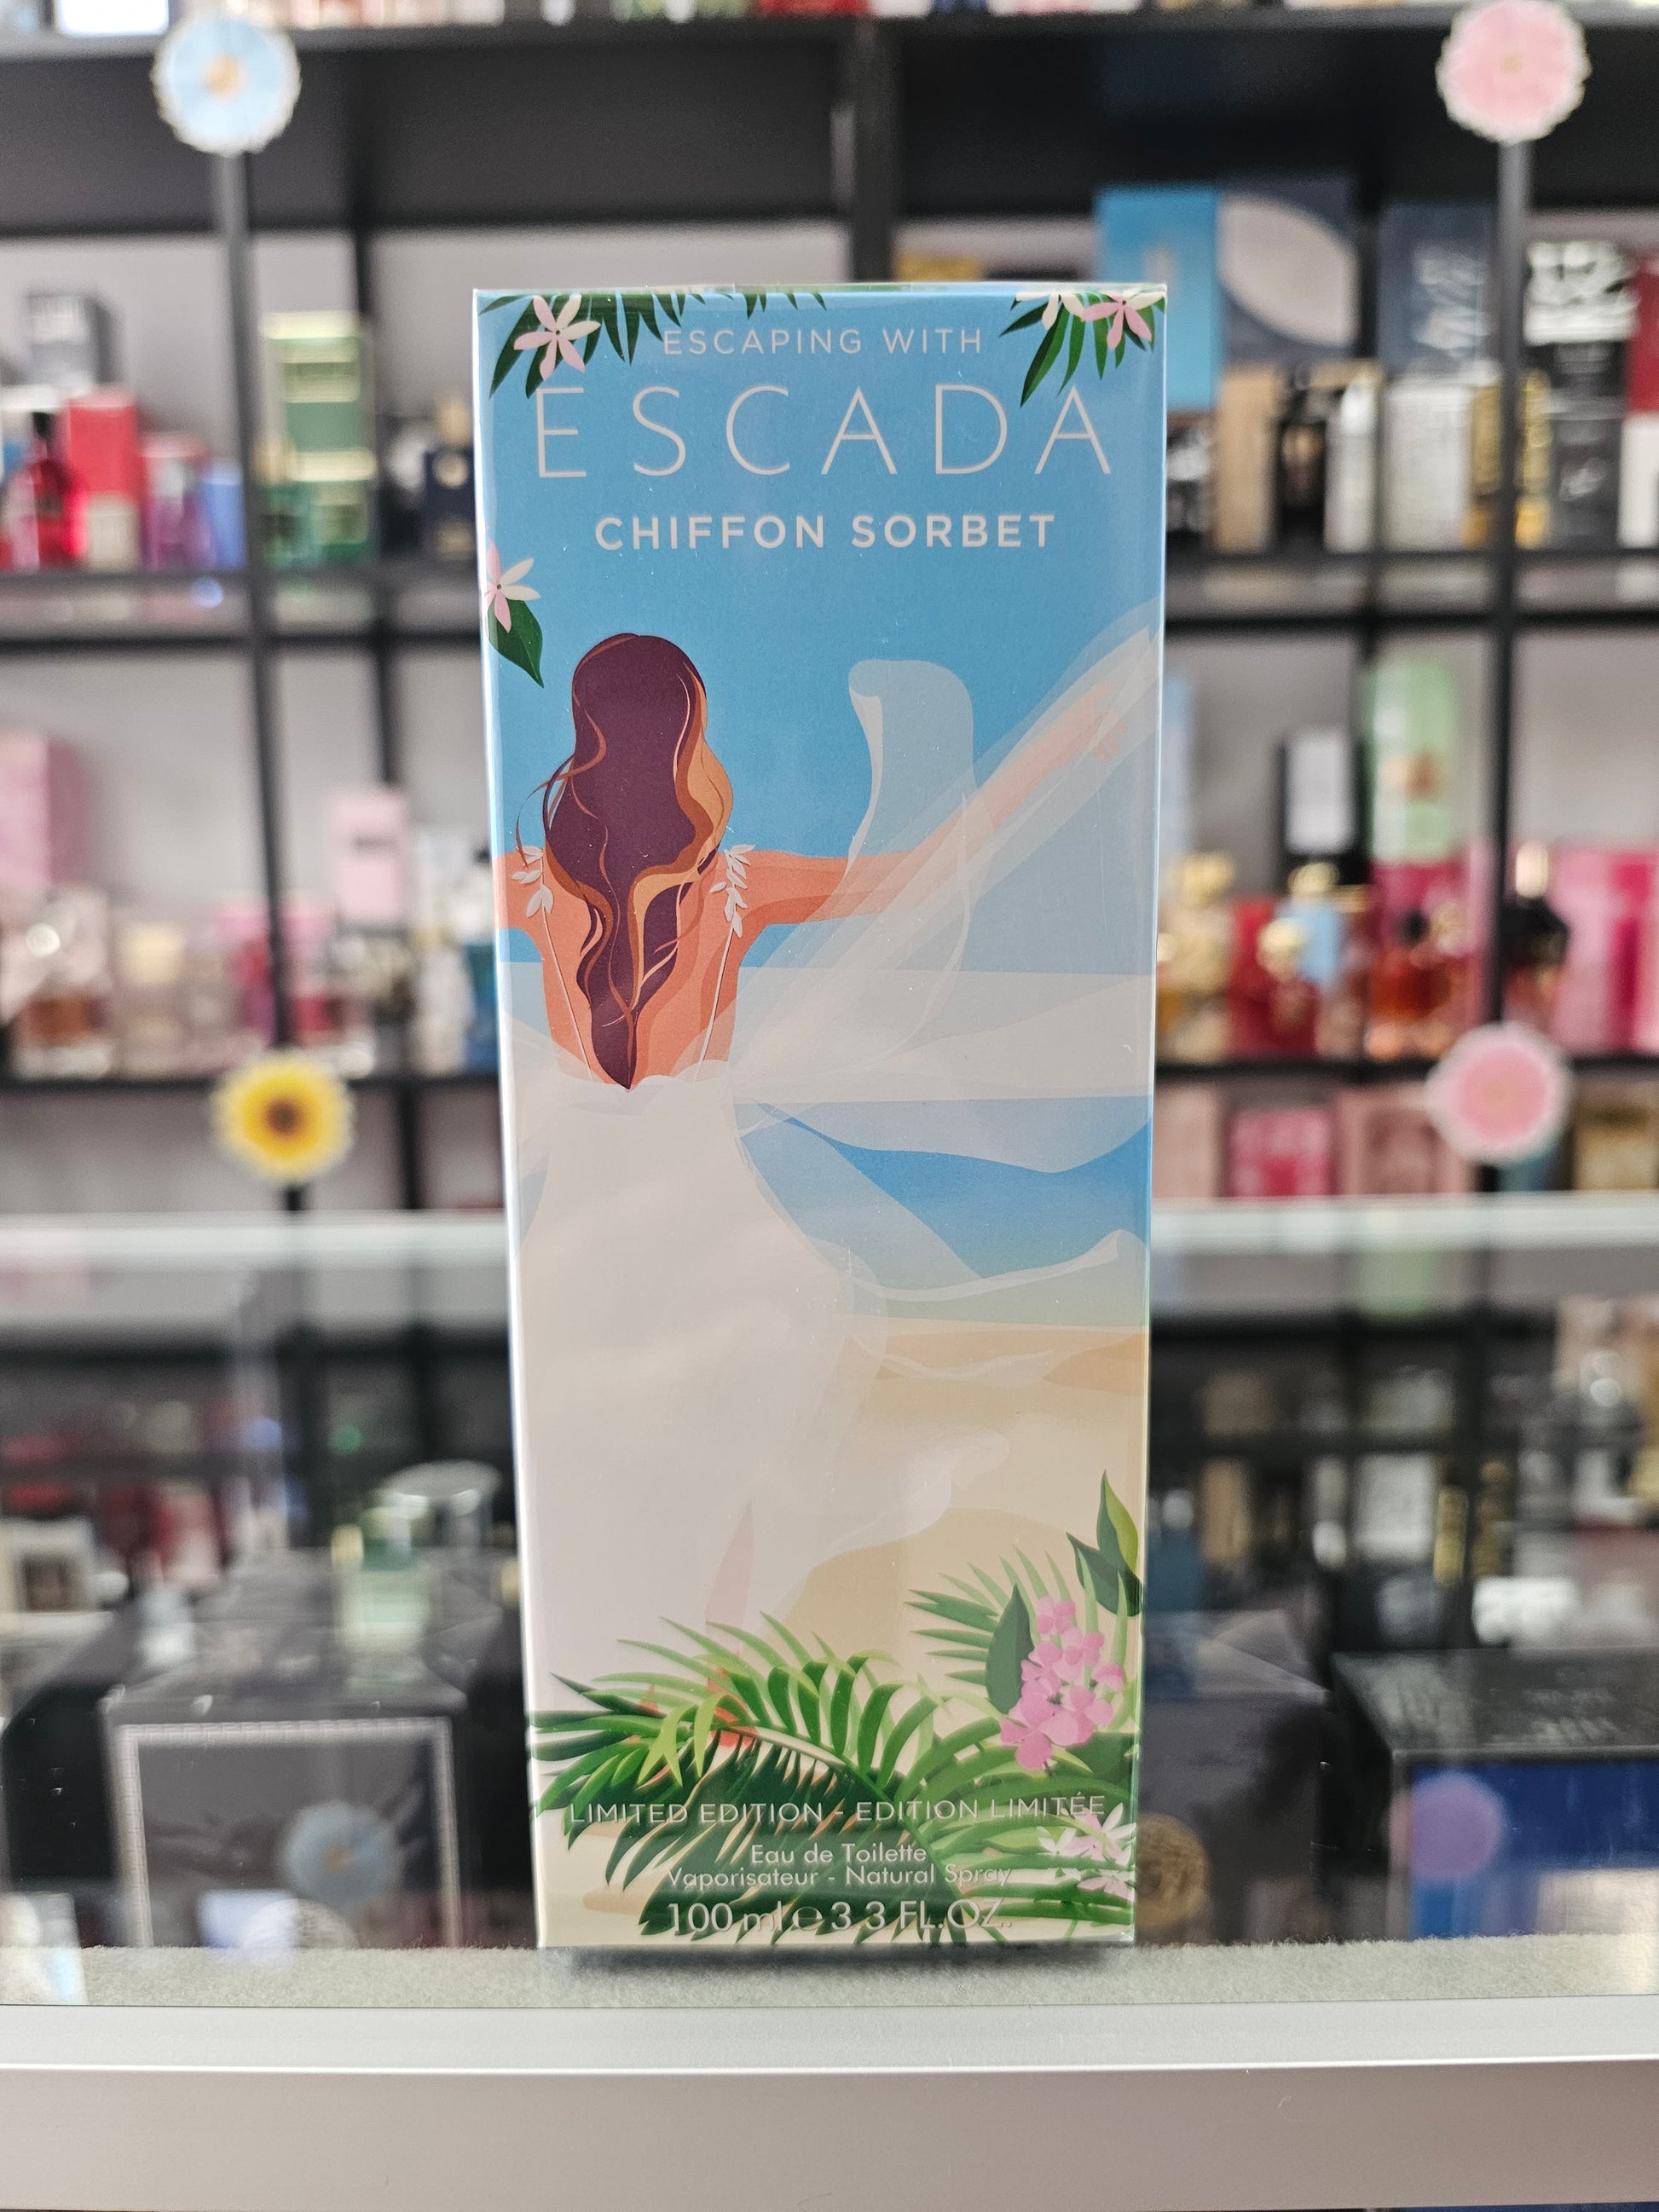 ESCAPING WITH
ESCADA
CHIFFON SORBET
LIMITED EDITION - EDITION LIMITÉE
Eau de Toilette
Vaporisateur - Natural Spray
100 ml ℮ 3 3 FL.OZ.